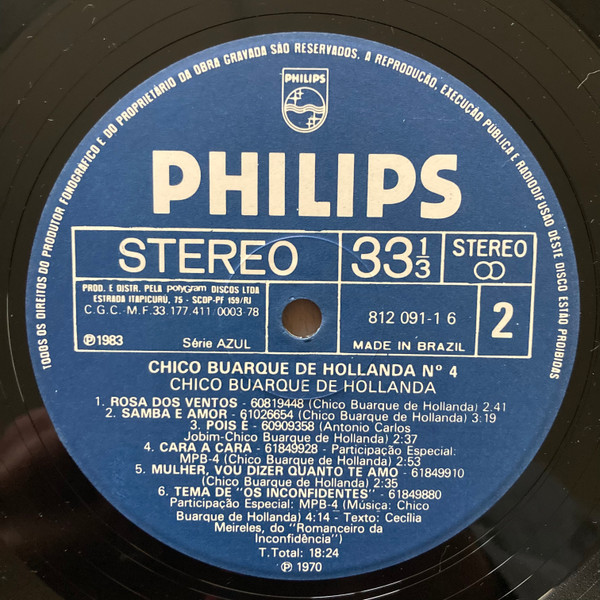 TODOS OS DIREITOS DO PRODUTOR FONOGRÁFICO E DO PROPRIETÁRIO DA OBRA GRAVADA SÃO RESERVADOS. A REPRODUÇÃO, EXECUÇÃO PÚBLICA E RADIODIFUSÃO DESTE DISCO ESTÃO PROIBIDAS
PHILIPS
PHILIPS
STEREO
33 1/3
STEREO
PROD. E DISTR. PELA polyGram DISCOS LTDA
ESTRADA ITAPICURÚ, 75 - SCDP-PF 159/RJ
C.G.C.-M.F.33.177.411.0003-78
℗1983
Série AZUL
812 091-1 6
MADE IN BRAZIL
2
CHICO BUARQUE DE HOLLANDA Nº 4
CHICO BUARQUE DE HOLLANDA
1. ROSA DOS VENTOS - 60819448 (Chico Buarque de Hollanda) 2:41
2. SAMBA E AMOR - 61026654 (Chico Buarque de Hollanda) 3:19
3. POIS É - 60909358 (Antonio Carlos
Jobim-Chico Buarque de Hollanda) 2:37
4. CARA A CARA - 61849928 - Participação Especial:
MPB-4 (Chico Buarque de Hollanda) 2:53
5. MULHER, VOU DIZER QUANTO TE AMO - 61849910
(Chico Buarque de Hollanda) 2:35
6. TEMA DE "OS INCONFIDENTES" - 61849880
Participação Especial: MPB-4 (Música: Chico
Buarque de Hollanda) 4:14 - Texto: Cecília
Meireles, do "Romanceiro da
Inconfidência")
T.Total: 18:24
℗ 1970